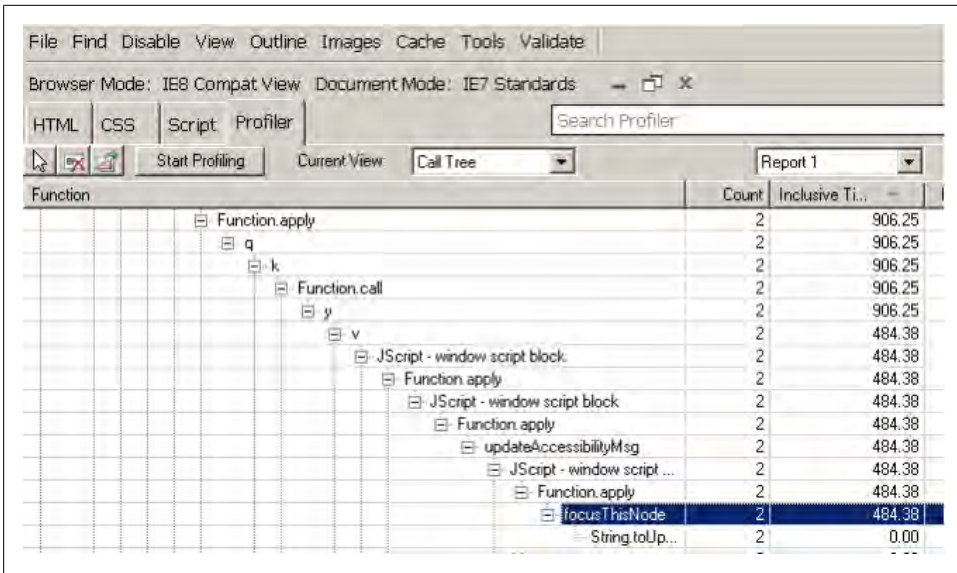 File Find Disable View Outline Images Cache Tools Validate
Browser Mode: IE8 Compat View Document Mode: IE7 Standards
HTML CSS Script Profiler Search Profiler
Start Profiling Current View Call Tree Report 1
Function Count Inclusive Ti...
Function.apply 2 906.25
q 2 906.25
k 2 906.25
Function.call 2 906.25
y 2 906.25
v 2 484.38
JScript - window script block 2 484.38
Function.apply 2 484.38
JScript - window script block 2 484.38
Function.apply 2 484.38
updateAccessibilityMsg 2 484.38
JScript - window script ... 2 484.38
Function.apply 2 484.38
focusThisNode 2 484.38
String.toUp... 2 0.00